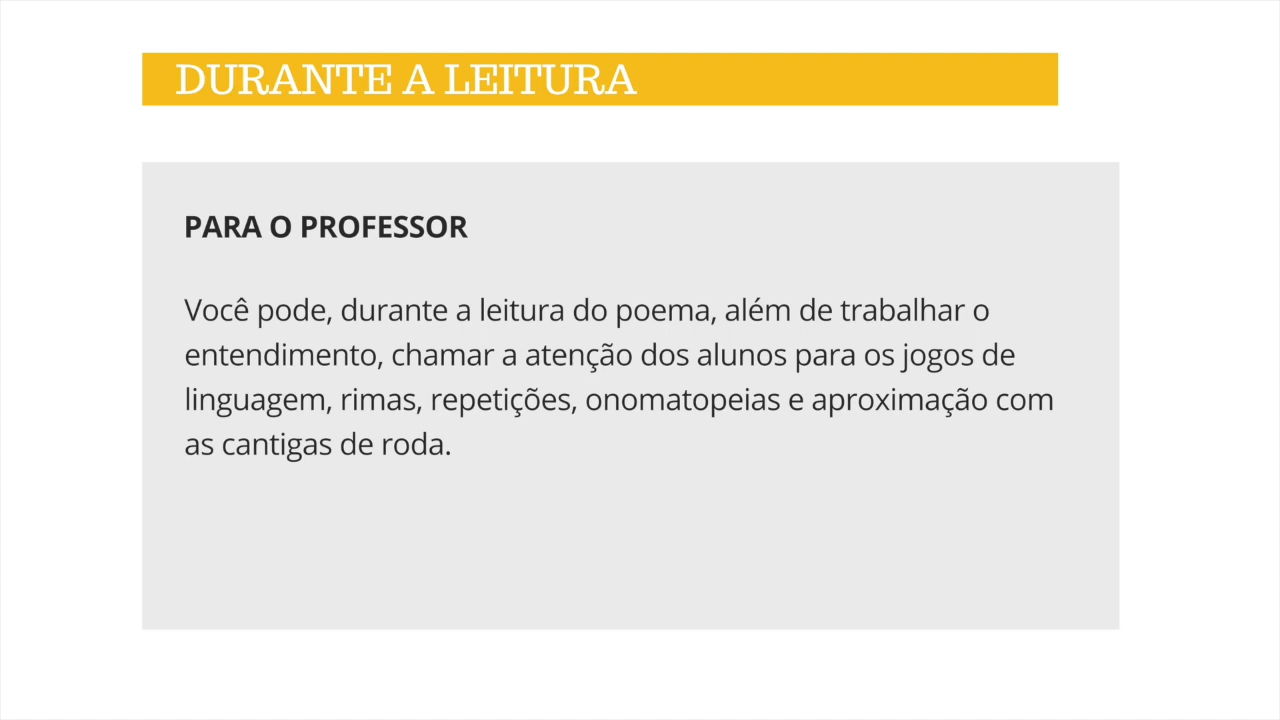 DURANTE A LEITURA
PARA O PROFESSOR
Você pode, durante a leitura do poema, além de trabalhar o
entendimento, chamar a atenção dos alunos para os jogos de
linguagem, rimas, repetições, onomatopeias e aproximação com
as cantigas de roda.